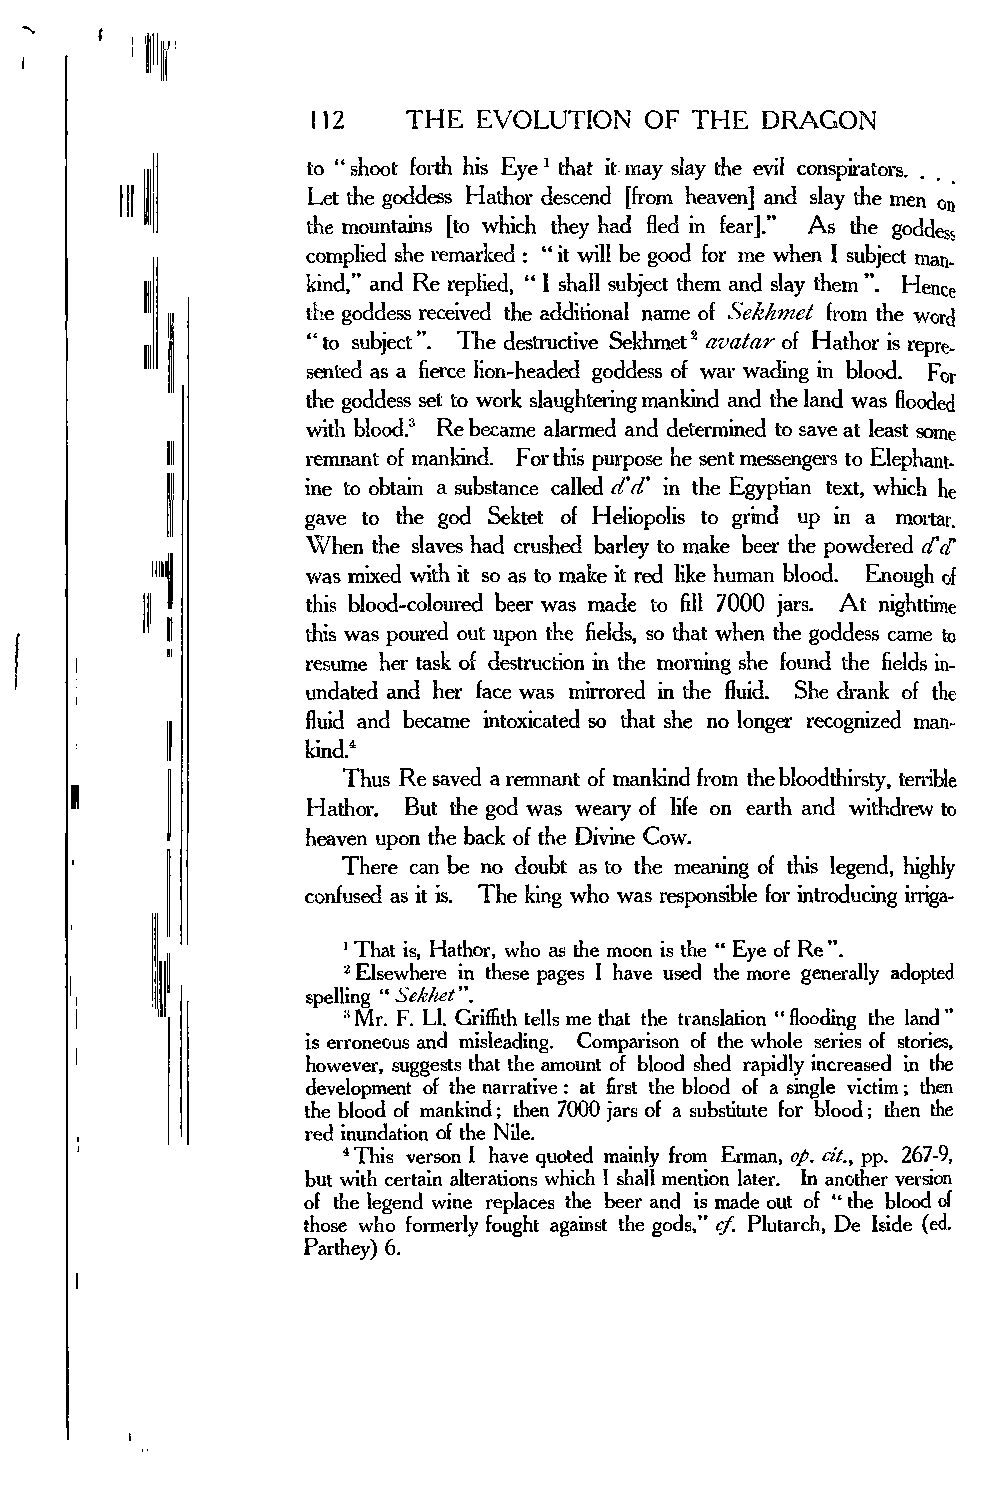 112 THE EVOLUTION OF THE DRAGON
to “shoot forth his Eye¹ that it may slay the evil conspirators. . . .
Let the goddess Hathor descend [from heaven] and slay the men on
the mountains [to which they had fled in fear].” As the goddess
complied she remarked : “it will be good for me when I subject man-
kind,” and Re replied, “I shall subject them and slay them”. Hence
the goddess received the additional name of Sekhmet from the word
“to subject”. The destructive Sekhmet² avatar of Hathor is repre-
sented as a fierce lion-headed goddess of war wading in blood. For
the goddess set to work slaughtering mankind and the land was flooded
with blood.³ Re became alarmed and determined to save at least some
remnant of mankind. For this purpose he sent messengers to Elephant-
ine to obtain a substance called d'd' in the Egyptian text, which he
gave to the god Sektet of Heliopolis to grind up in a mortar.
When the slaves had crushed barley to make beer the powdered d'd'
was mixed with it so as to make it red like human blood. Enough of
this blood-coloured beer was made to fill 7000 jars. At nighttime
this was poured out upon the fields, so that when the goddess came to
resume her task of destruction in the morning she found the fields in-
undated and her face was mirrored in the fluid. She drank of the
fluid and became intoxicated so that she no longer recognized man-
kind.⁴
Thus Re saved a remnant of mankind from the bloodthirsty, terrible
Hathor. But the god was weary of life on earth and withdrew to
heaven upon the back of the Divine Cow.
There can be no doubt as to the meaning of this legend, highly
confused as it is. The king who was responsible for introducing irriga-
¹ That is, Hathor, who as the moon is the “Eye of Re”.
² Elsewhere in these pages I have used the more generally adopted
spelling “Sekhet”.
³ Mr. F. Ll. Griffith tells me that the translation “flooding the land”
is erroneous and misleading. Comparison of the whole series of stories,
however, suggests that the amount of blood shed rapidly increased in the
development of the narrative : at first the blood of a single victim ; then
the blood of mankind ; then 7000 jars of a substitute for blood ; then the
red inundation of the Nile.
⁴ This verson I have quoted mainly from Erman, op. cit., pp. 267-9,
but with certain alterations which I shall mention later. In another version
of the legend wine replaces the beer and is made out of “the blood of
those who formerly fought against the gods,” cf. Plutarch, De Iside (ed.
Parthey) 6.